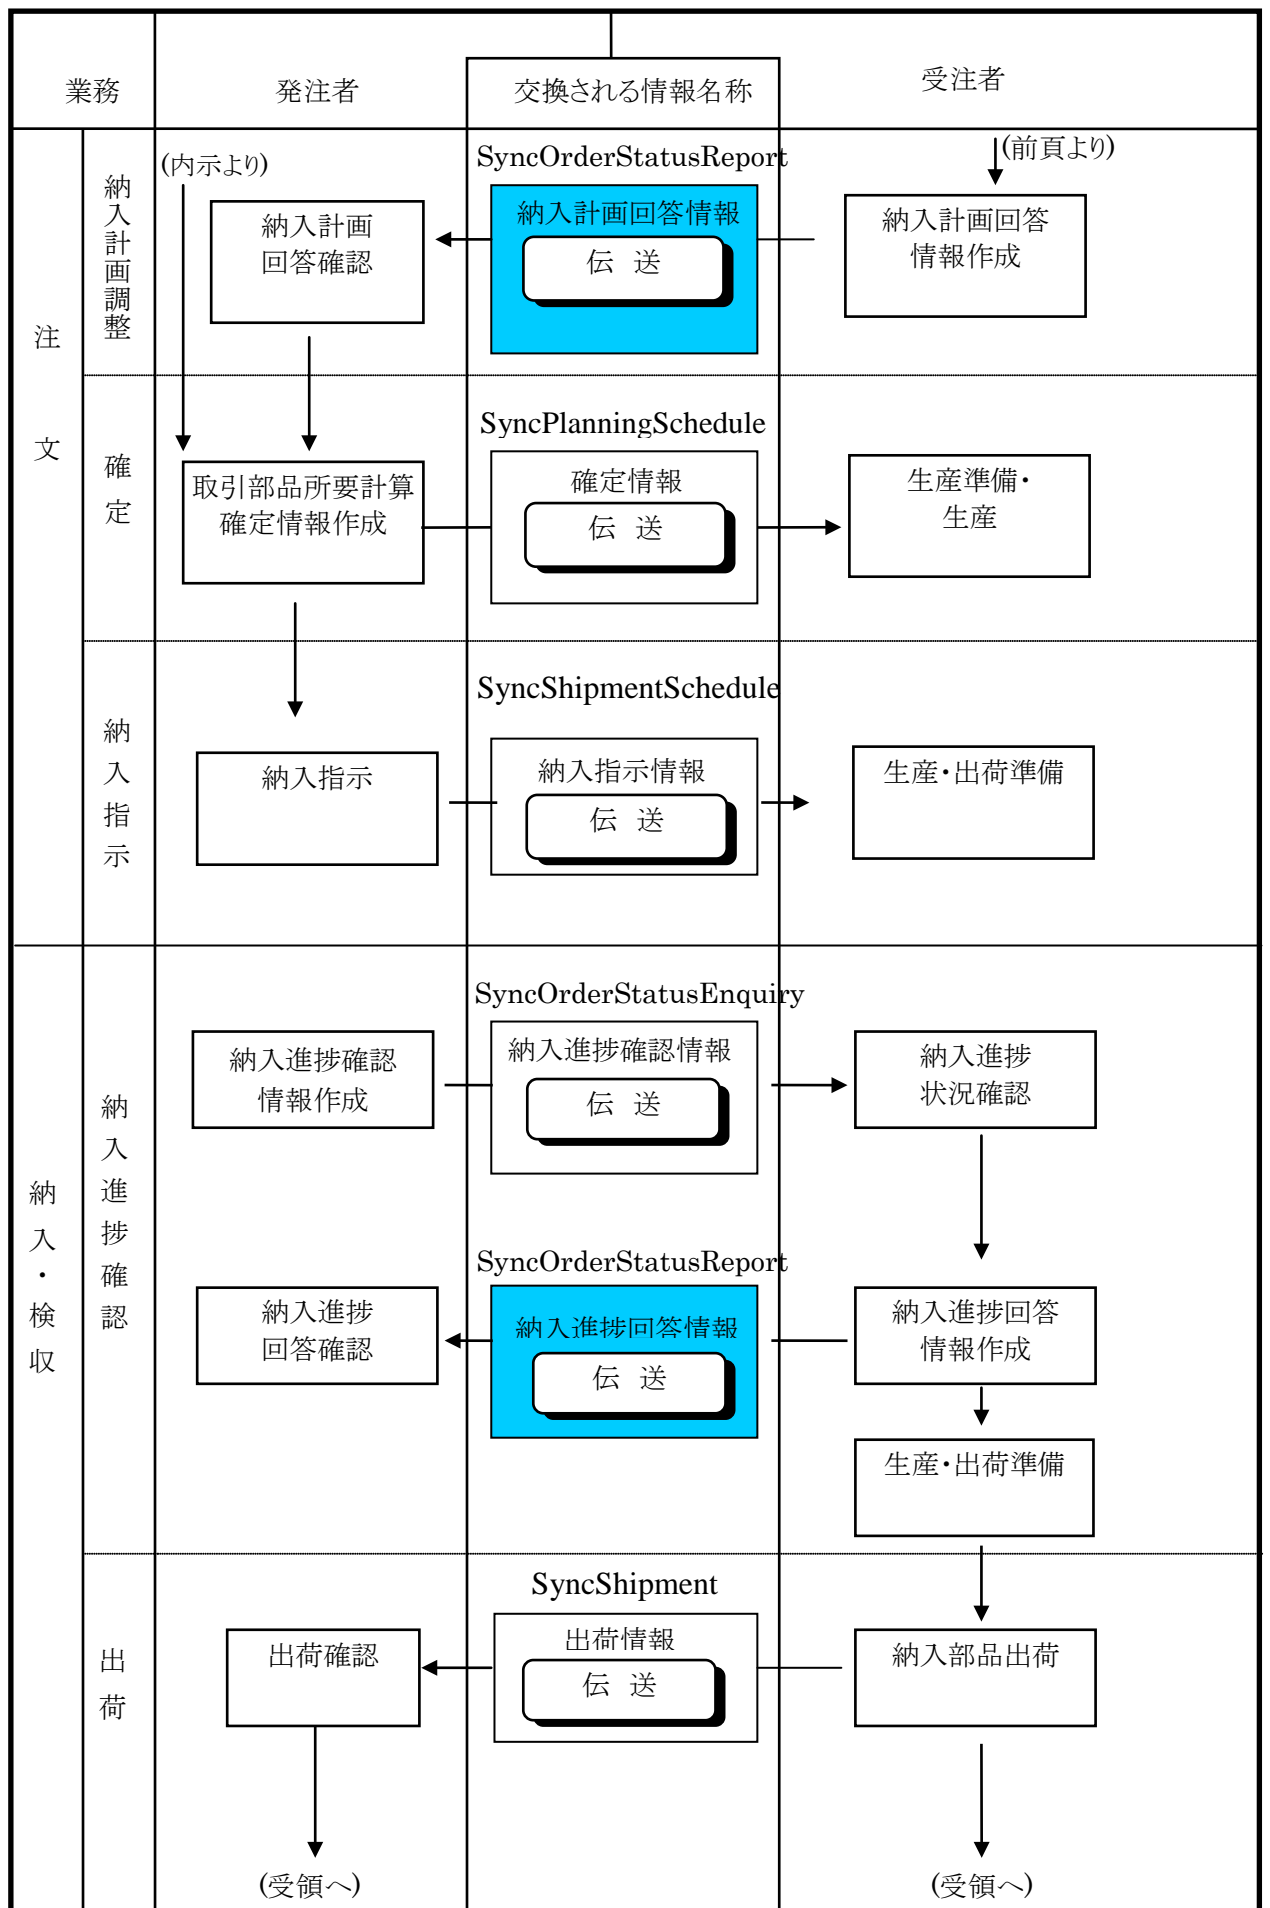 業務
発注者
交換される情報名称
受注者
注文
納入計画調整
(内示より)
SyncOrderStatusReport
(前頁より)
納入計画
回答確認
納入計画回答情報
伝 送
納入計画回答
情報作成
確定
SyncPlanningSchedule
取引部品所要計算
確定情報作成
確定情報
伝 送
生産準備・
生産
納入指示
SyncShipmentSchedule
納入指示
納入指示情報
伝 送
生産・出荷準備
納入・検収
納入進捗確認
SyncOrderStatusEnquiry
納入進捗確認
情報作成
納入進捗確認情報
伝 送
納入進捗
状況確認
SyncOrderStatusReport
納入進捗
回答確認
納入進捗回答情報
伝 送
納入進捗回答
情報作成
生産・出荷準備
出荷
SyncShipment
出荷確認
出荷情報
伝 送
納入部品出荷
(受領へ)
(受領へ)